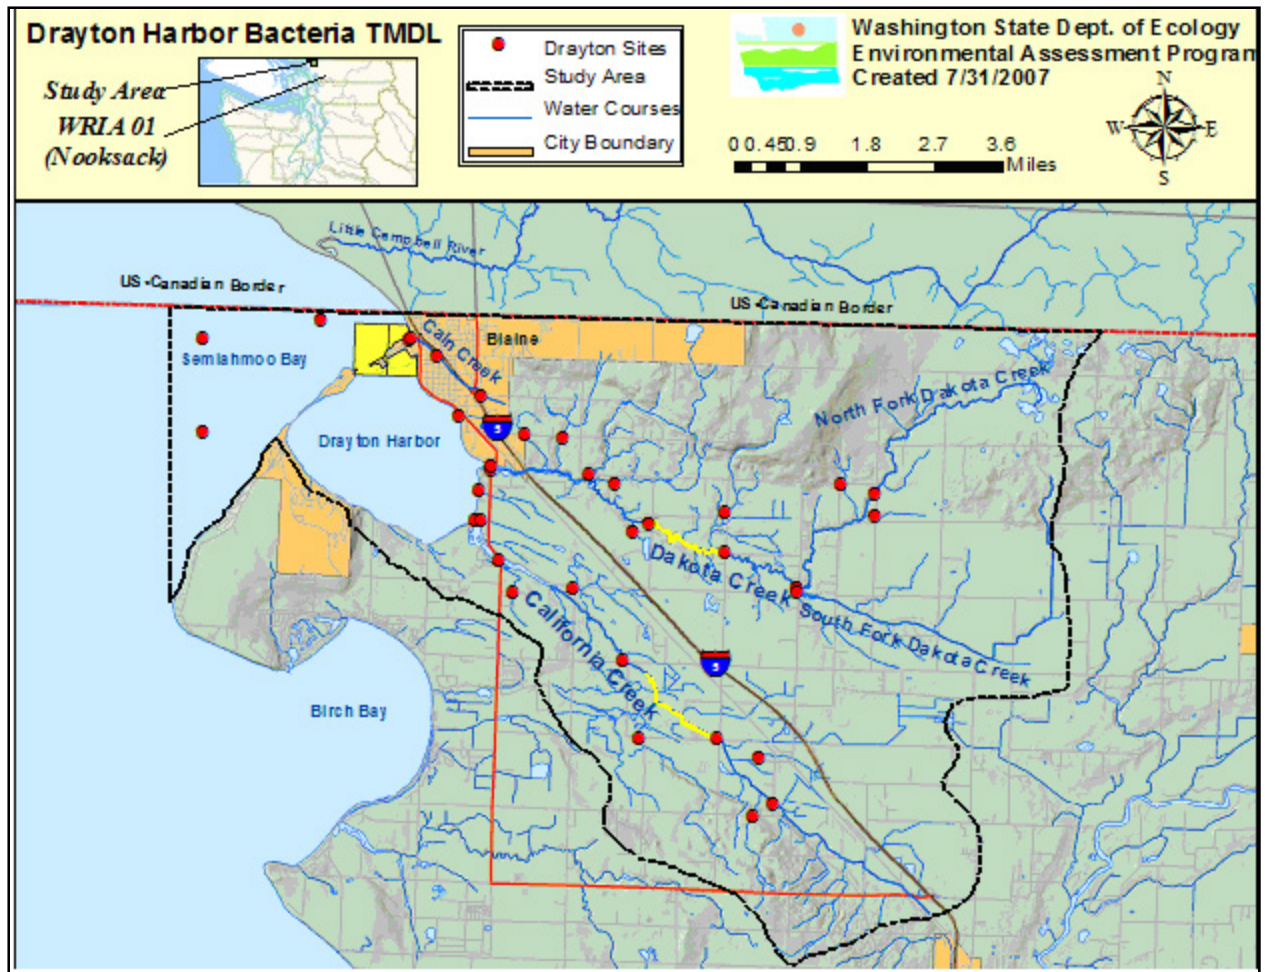 Drayton Harbor Bacteria TMDL
Study Area
WRIA 01
(Nooksack)
Drayton Sites
Study Area
Water Courses
City Boundary
Washington State Dept. of Ecology
Environmental Assessment Program
Created 7/31/2007
N
W
E
S
0 0.45 0.9 1.8 2.7 3.6
Miles
Little Campbell River
US-Canadian Border
US-Canadian Border
Semiahmoo Bay
Cain Creek
Blaine
North Fork Dakota Creek
Drayton Harbor
5
Dakota Creek
South Fork Dakota Creek
California Creek
5
Birch Bay